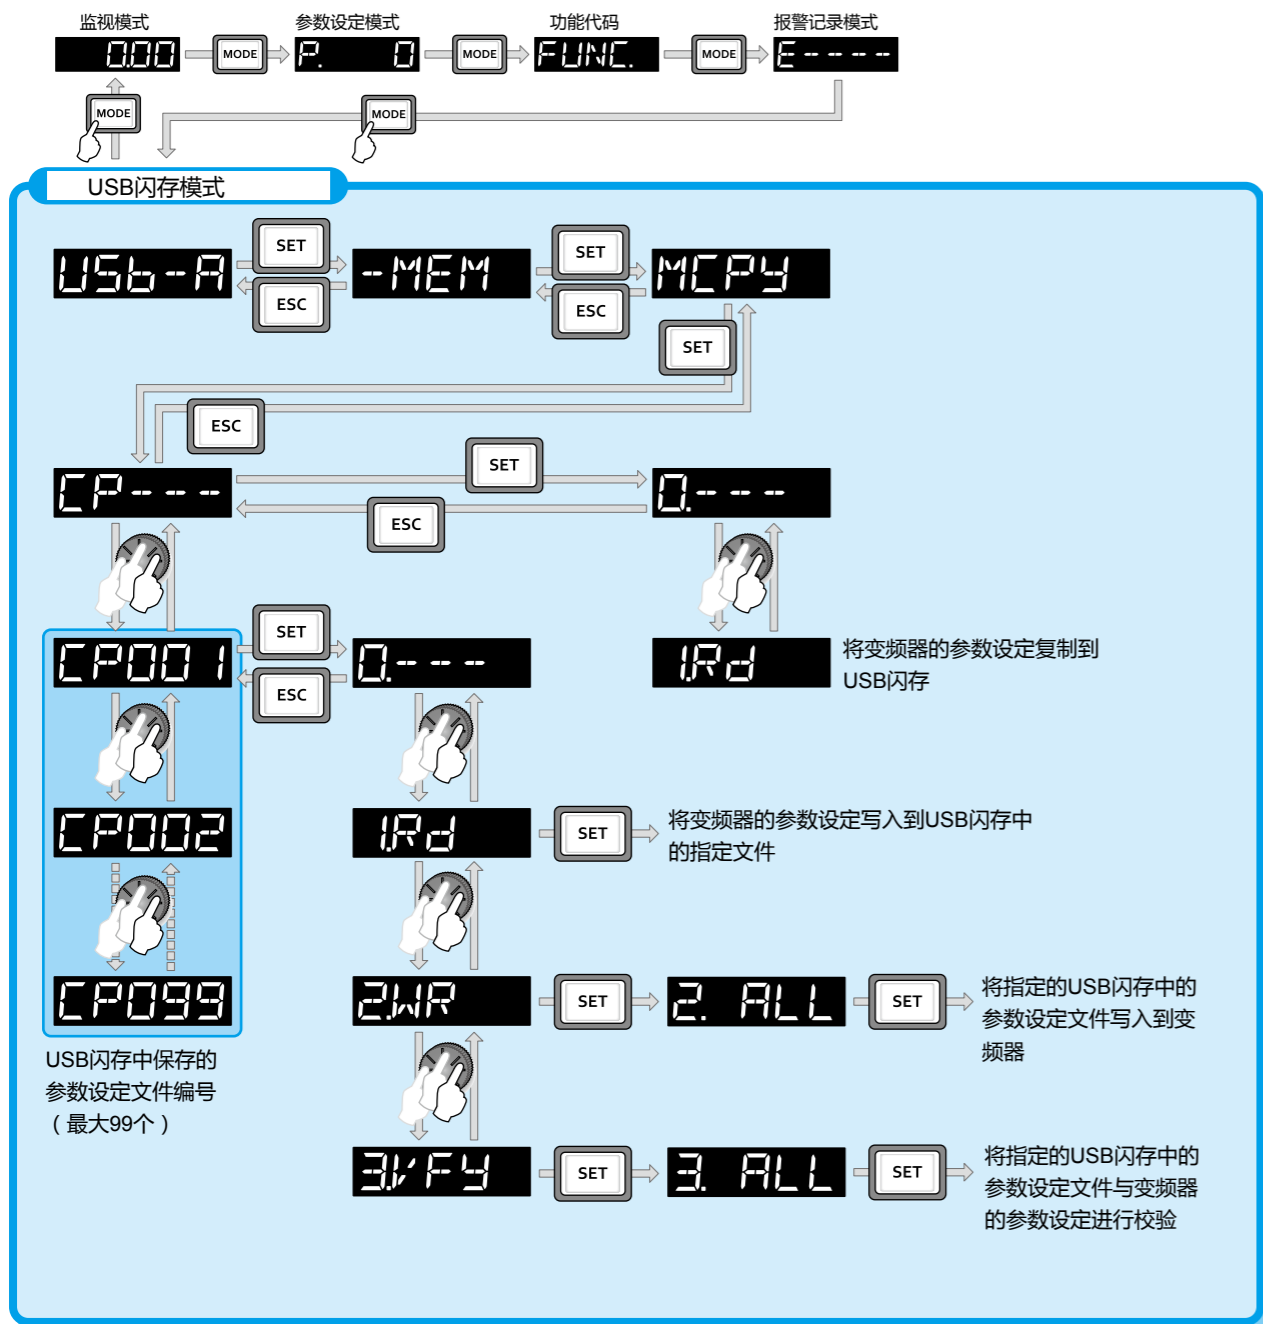 监视模式 参数设定模式 功能代码 报警记录模式
0.00 MODE P. 0 MODE FUNC. MODE E----
MODE MODE
USB闪存模式
USb-A SET ESC -MEM SET ESC MCPY
SET
ESC
CP--- SET 0.---
ESC
CP001 SET ESC 0.--- 1.Rd 将变频器的参数设定复制到
USB闪存
CP002 1.Rd SET 将变频器的参数设定写入到USB闪存中
的指定文件
CP099 2.WR SET 2. ALL SET 将指定的USB闪存中的
参数设定文件写入到变
频器
USB闪存中保存的
参数设定文件编号
（最大99个）
3.VFY SET 3. ALL SET 将指定的USB闪存中的
参数设定文件与变频器
的参数设定进行校验